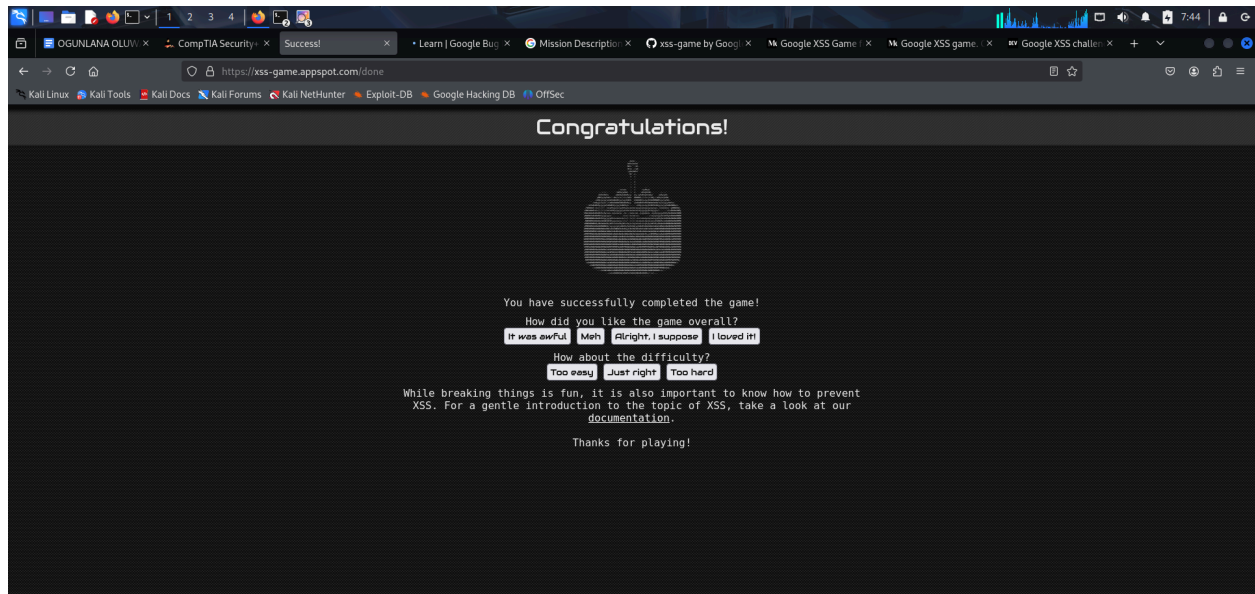 1 2 3 4 7:44
OGUNLANA OLUW
CompTIA Security+
Success!
Learn | Google Bug
Mission Description
xss-game by Googl
Google XSS Game f
Google XSS game. (
Google XSS challen
https://xss-game.appspot.com/done
Kali Linux Kali Tools Kali Docs Kali Forums Kali NetHunter Exploit-DB Google Hacking DB OffSec
Congratulations!
You have successfully completed the game!
How did you like the game overall?
It was awful Meh Alright, I suppose I loved it!
How about the difficulty?
Too easy Just right Too hard
While breaking things is fun, it is also important to know how to prevent
XSS. For a gentle introduction to the topic of XSS, take a look at our
documentation.
Thanks for playing!